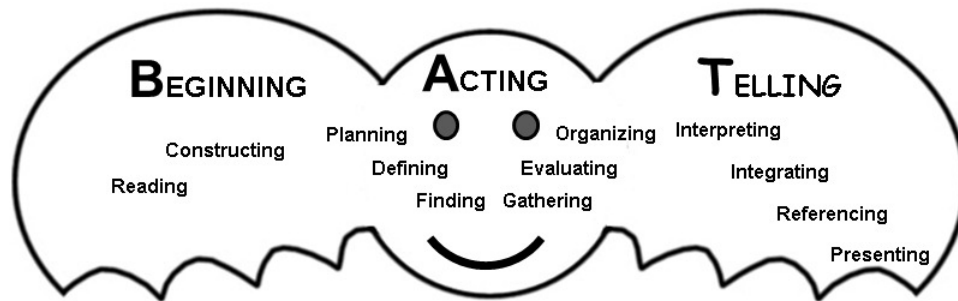 BEGINNING
Constructing
Reading
ACTING
Planning
Organizing
Defining
Evaluating
Finding
Gathering
TELLING
Interpreting
Integrating
Referencing
Presenting